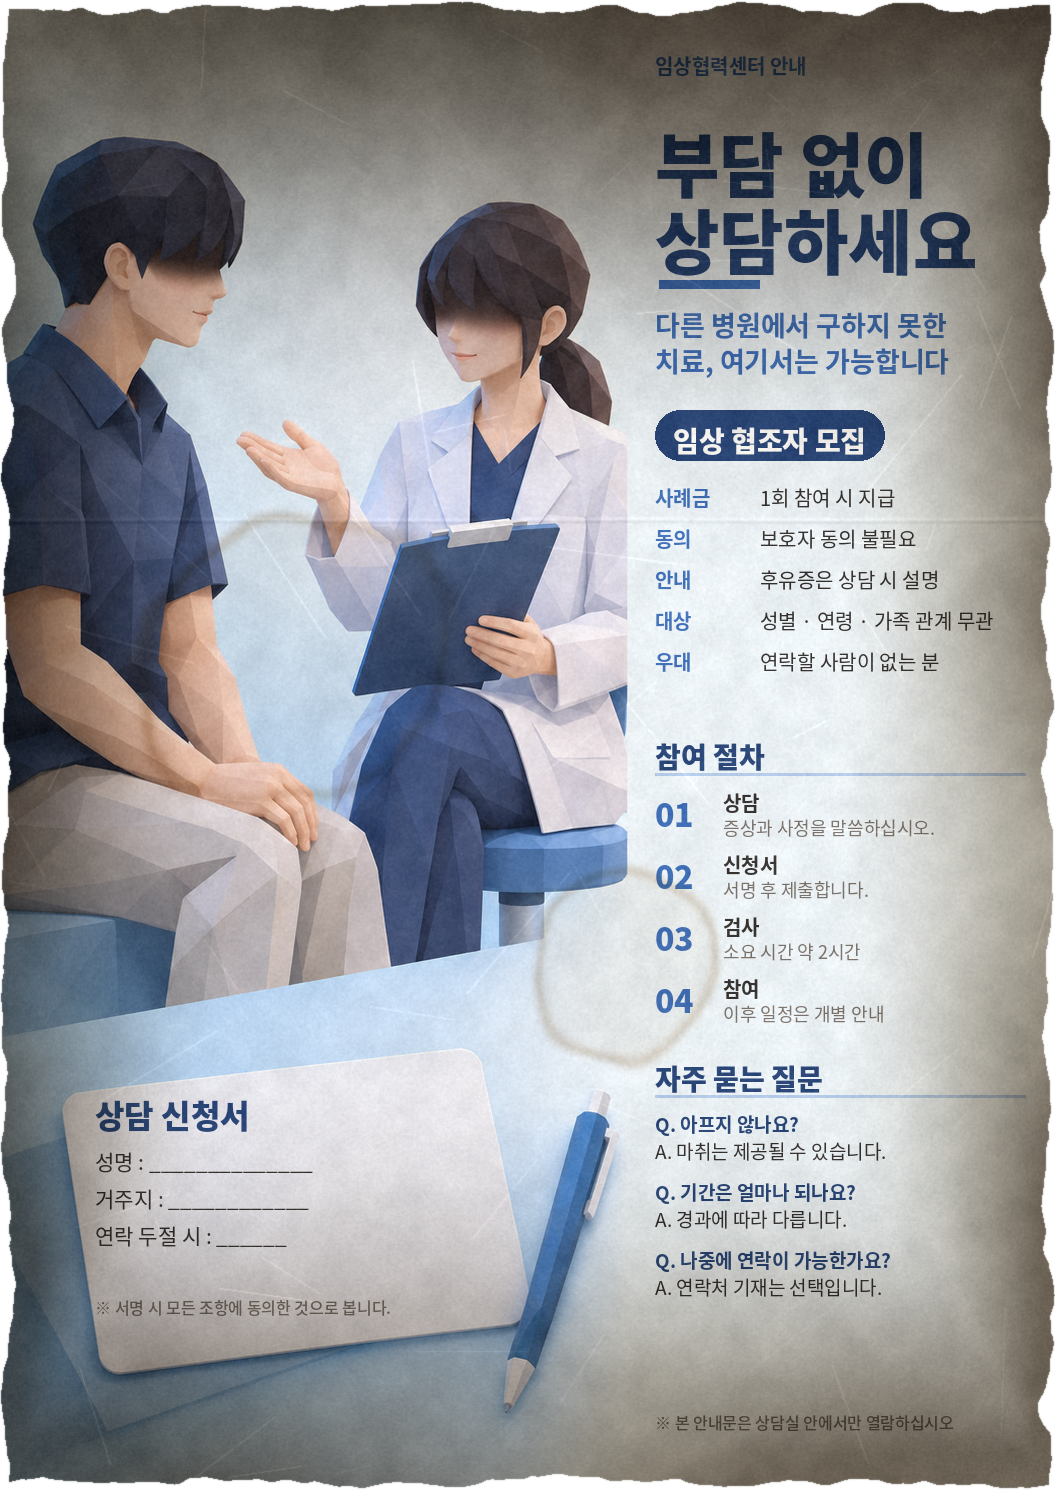 임상협력센터 안내
부담 없이
상담하세요
다른 병원에서 구하지 못한
치료, 여기서는 가능합니다
임상 협조자 모집
사례금 1회 참여 시 지급
동의 보호자 동의 불필요
안내 후유증은 상담 시 설명
대상 성별 · 연령 · 가족 관계 무관
우대 연락할 사람이 없는 분
참여 절차
01 상담
증상과 사정을 말씀하십시오.
02 신청서
서명 후 제출합니다.
03 검사
소요 시간 약 2시간
04 참여
이후 일정은 개별 안내
자주 묻는 질문
Q. 아프지 않나요?
A. 마취는 제공될 수 있습니다.
Q. 기간은 얼마나 되나요?
A. 경과에 따라 다릅니다.
Q. 나중에 연락이 가능한가요?
A. 연락처 기재는 선택입니다.
상담 신청서
성명 : ______________
거주지 : ____________
연락 두절 시 : ______
※ 서명 시 모든 조항에 동의한 것으로 봅니다.
※ 본 안내문은 상담실 안에서만 열람하십시오